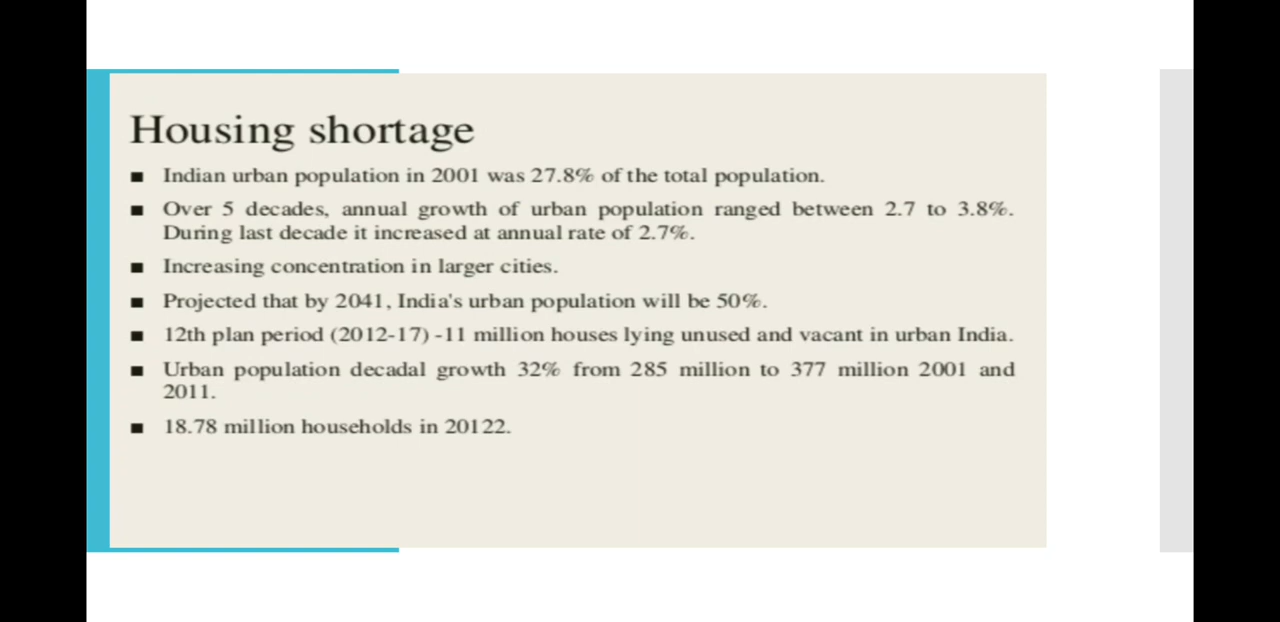 Housing shortage
■ Indian urban population in 2001 was 27.8% of the total population.
■ Over 5 decades, annual growth of urban population ranged between 2.7 to 3.8%.
During last decade it increased at annual rate of 2.7%.
■ Increasing concentration in larger cities.
■ Projected that by 2041, India's urban population will be 50%.
■ 12th plan period (2012-17) -11 million houses lying unused and vacant in urban India.
■ Urban population decadal growth 32% from 285 million to 377 million 2001 and
2011.
■ 18.78 million households in 20122.